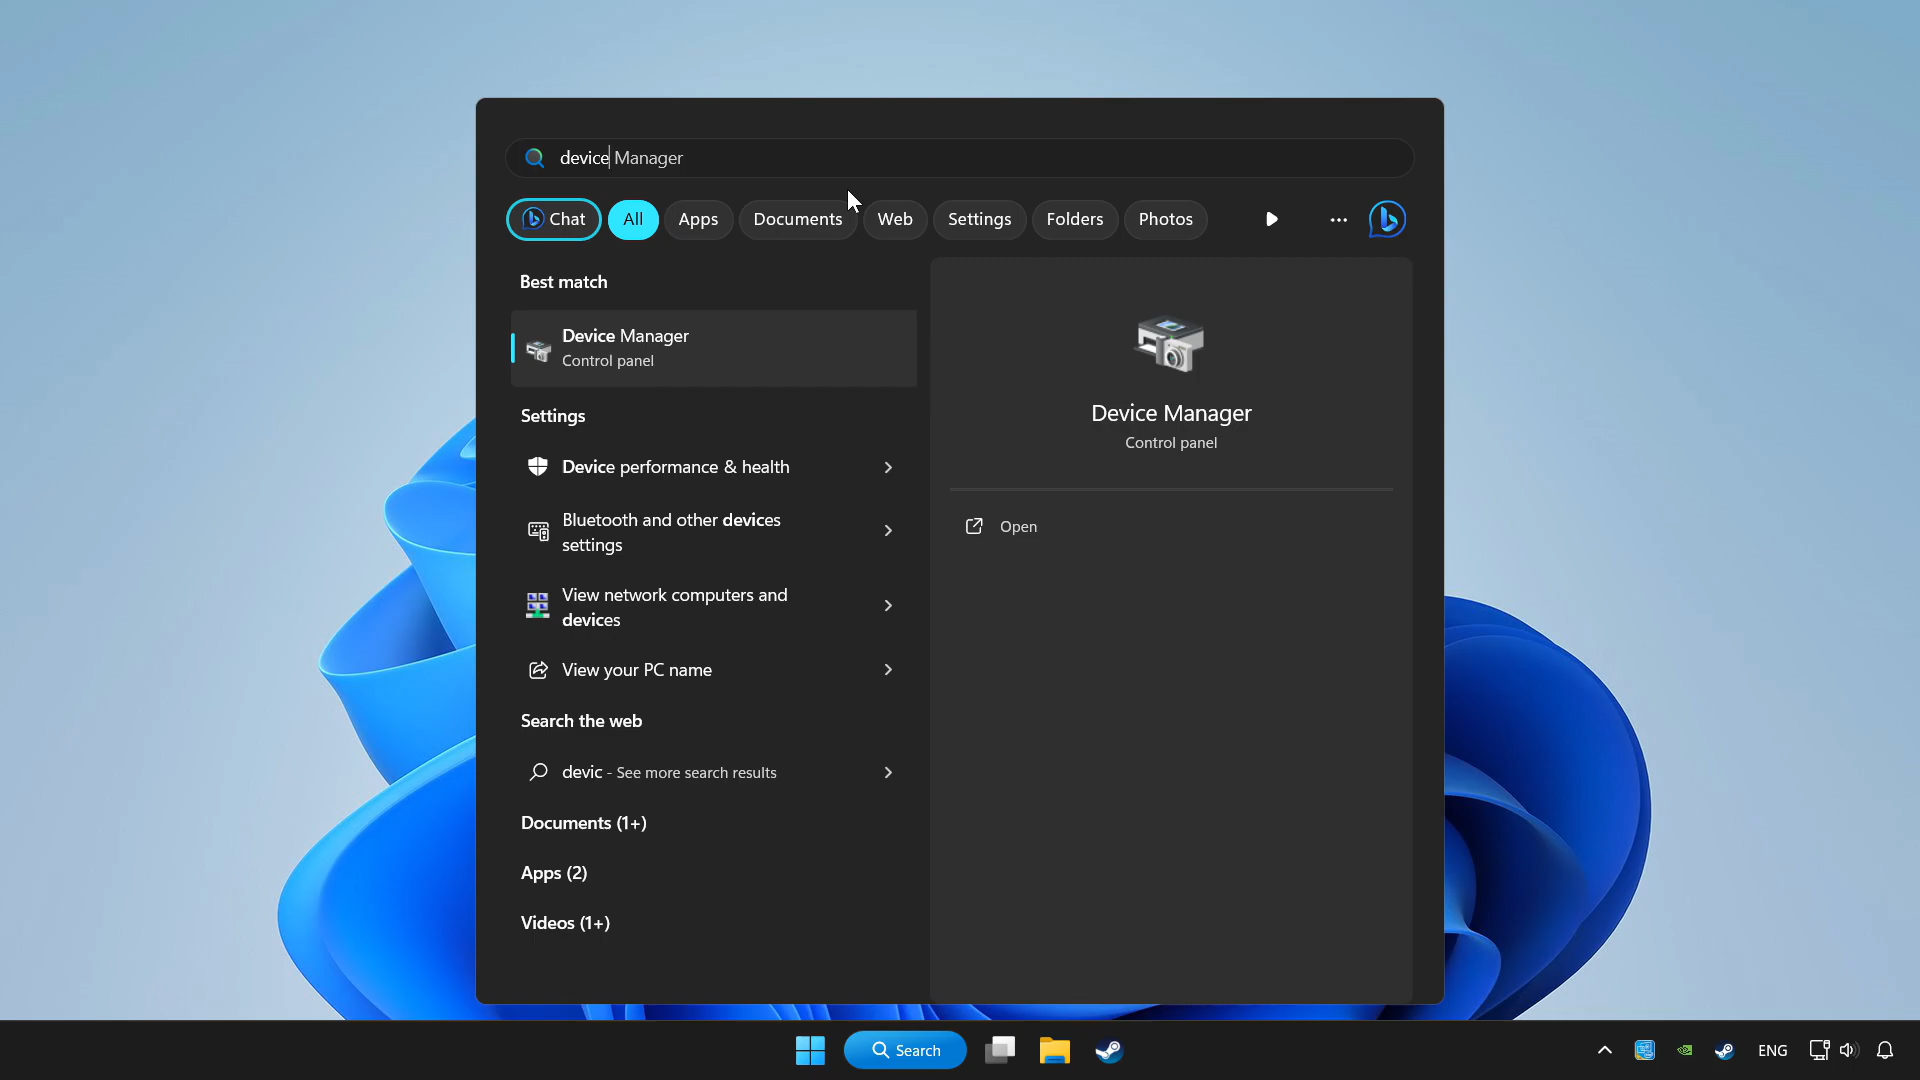 device Manager
Chat All Apps Documents Web Settings Folders Photos
Best match
Device Manager
Control panel
Settings
Device performance & health
Bluetooth and other devices
settings
View network computers and
devices
View your PC name
Search the web
devic - See more search results
Documents (1+)
Apps (2)
Videos (1+)
Device Manager
Control panel
Open
Search
ENG